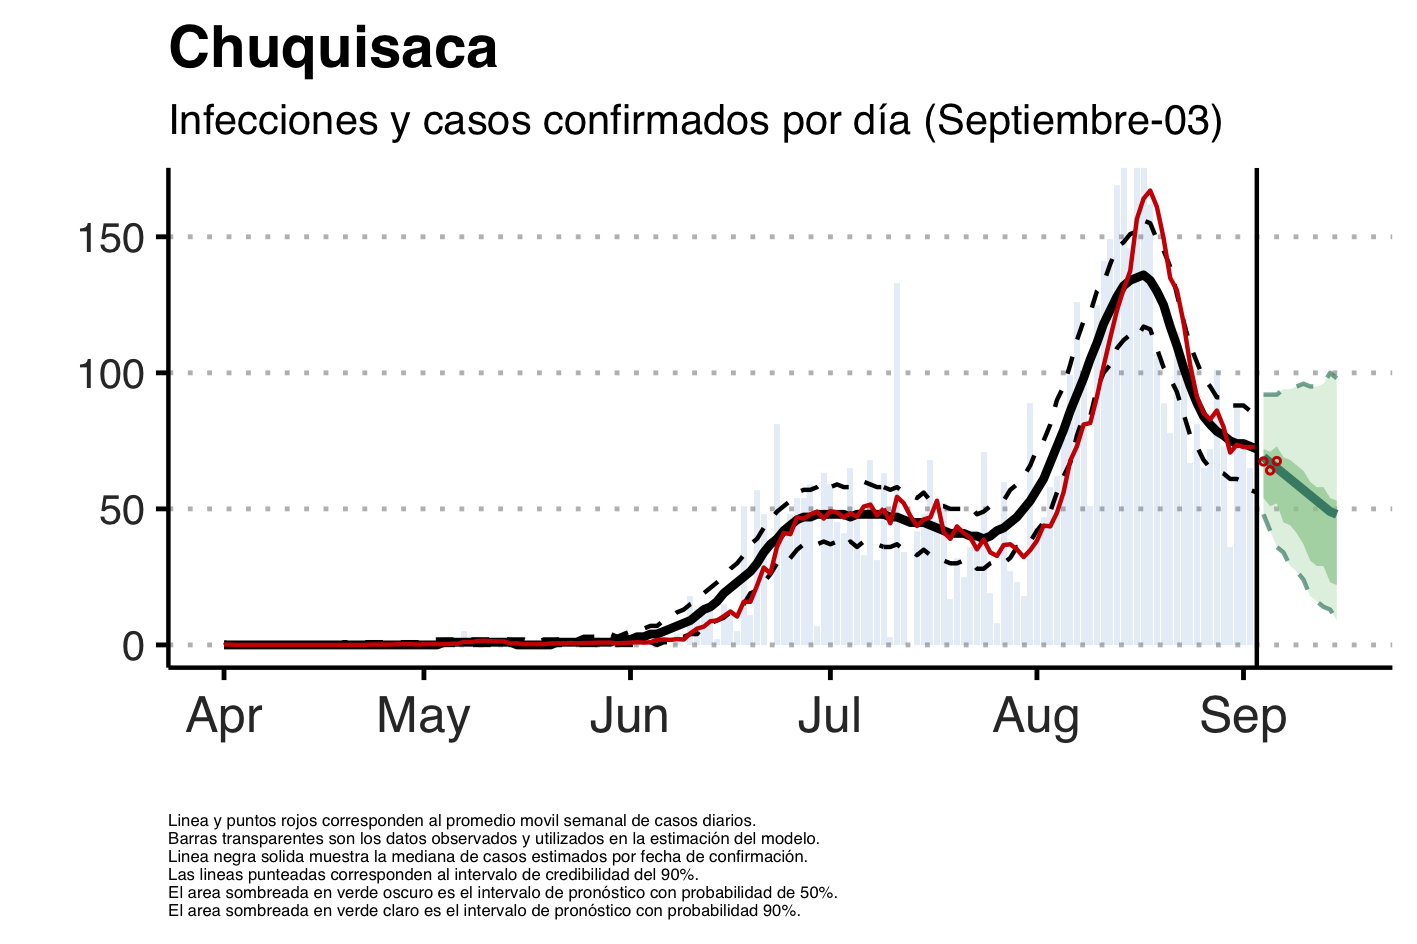 Chuquisaca
Infecciones y casos confirmados por día (Septiembre-03)
150
100
50
0
Apr May Jun Jul Aug Sep
Linea y puntos rojos corresponden al promedio movil semanal de casos diarios.
Barras transparentes son los datos observados y utilizados en la estimación del modelo.
Linea negra solida muestra la mediana de casos estimados por fecha de confirmación.
Las lineas punteadas corresponden al intervalo de credibilidad del 90%.
El area sombreada en verde oscuro es el intervalo de pronóstico con probabilidad de 50%.
El area sombreada en verde claro es el intervalo de pronóstico con probabilidad 90%.